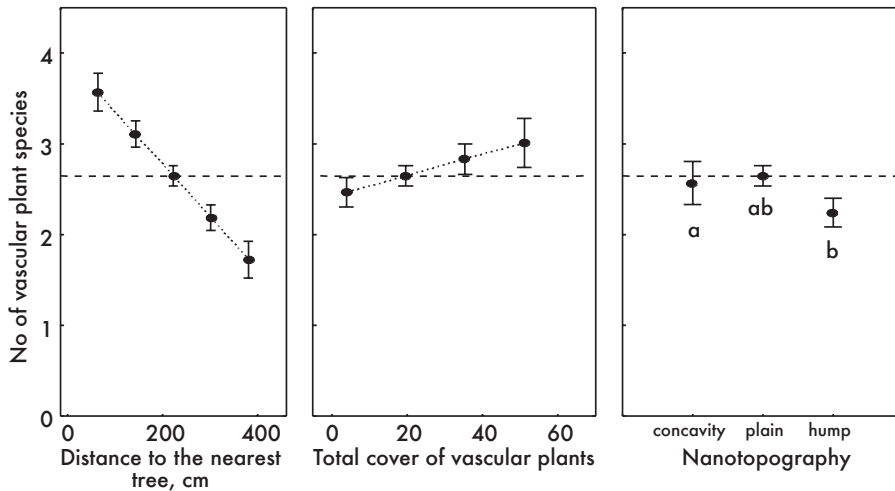 No of vascular plant species
4
3
2
1
0
0 200 400
Distance to the nearest
tree, cm
0 20 40 60
Total cover of vascular plants
a
ab
b
concavity plain hump
Nanotopography